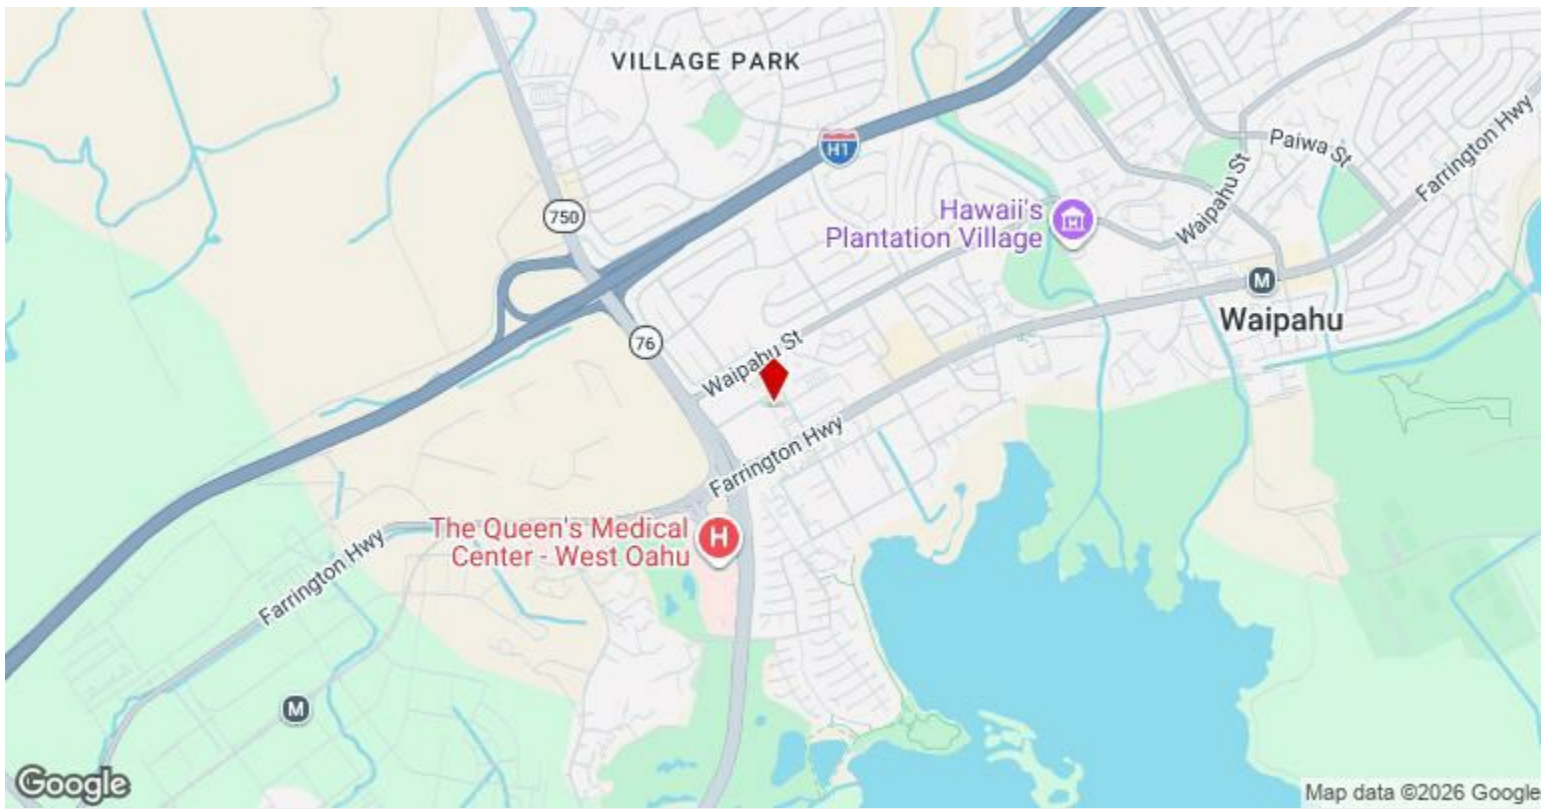 VILLAGE PARK
H1
Paiwa St
Farrington Hwy
Waipahu St
750
Hawaii's
Plantation Village
M
Waipahu
76
Waipahu St
Farrington Hwy
The Queen's Medical
Center - West Oahu
H
Farrington Hwy
M
Google
Map data ©2026 Google